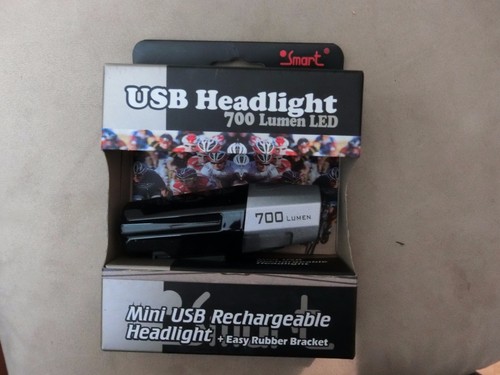 Smart
USB Headlight
700 Lumen LED
700 LUMEN
Mini USB Rechargeable
Headlight + Easy Rubber Bracket